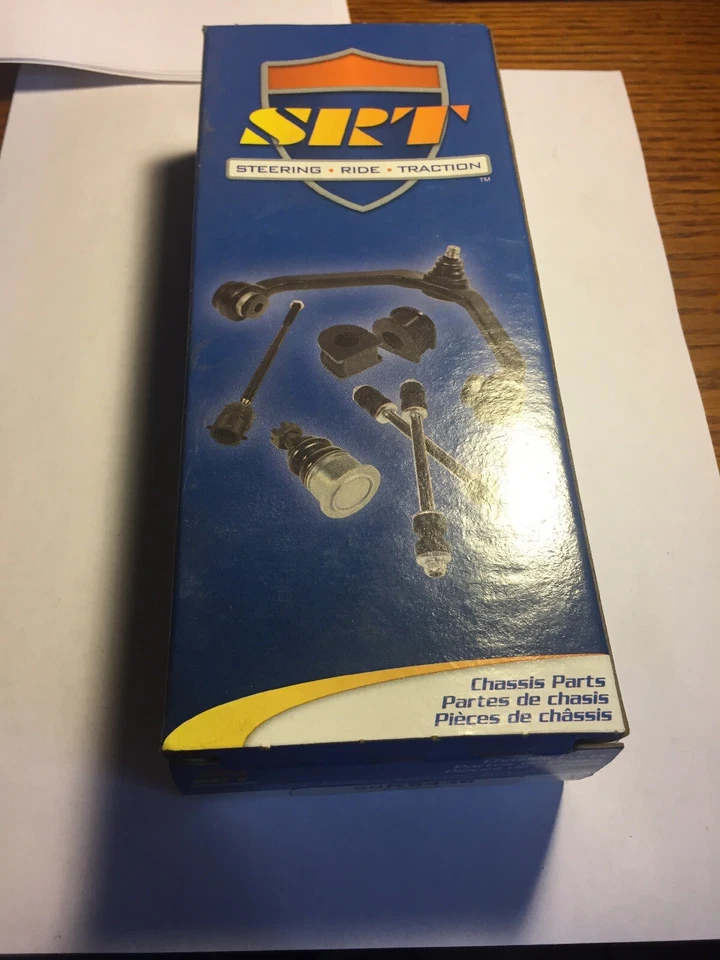 SRT
STEERING • RIDE • TRACTION
TM
Chassis Parts
Partes de chasis
Pièces de châssis